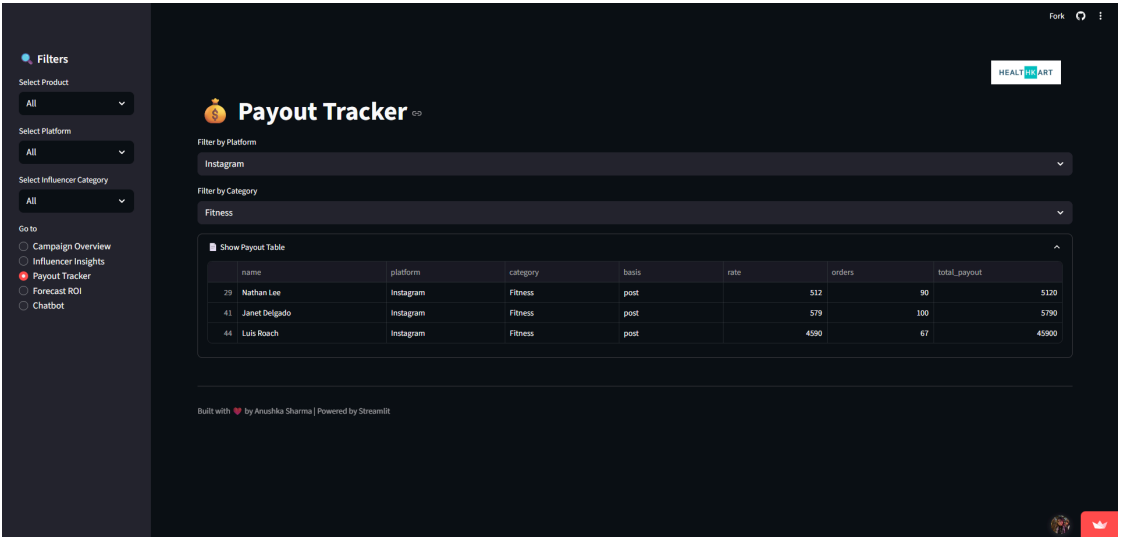 Fork
Filters
Select Product
All
Select Platform
All
Select Influencer Category
All
Go to
Campaign Overview
Influencer Insights
Payout Tracker
Forecast ROI
Chatbot
HEALTHKART
Payout Tracker
Filter by Platform
Instagram
Filter by Category
Fitness
Show Payout Table
name platform category basis rate orders total_payout
29 Nathan Lee Instagram Fitness post 512 90 5120
41 Janet Delgado Instagram Fitness post 579 100 5790
44 Luis Roach Instagram Fitness post 4590 67 45900
Built with ❤️ by Anushka Sharma | Powered by Streamlit